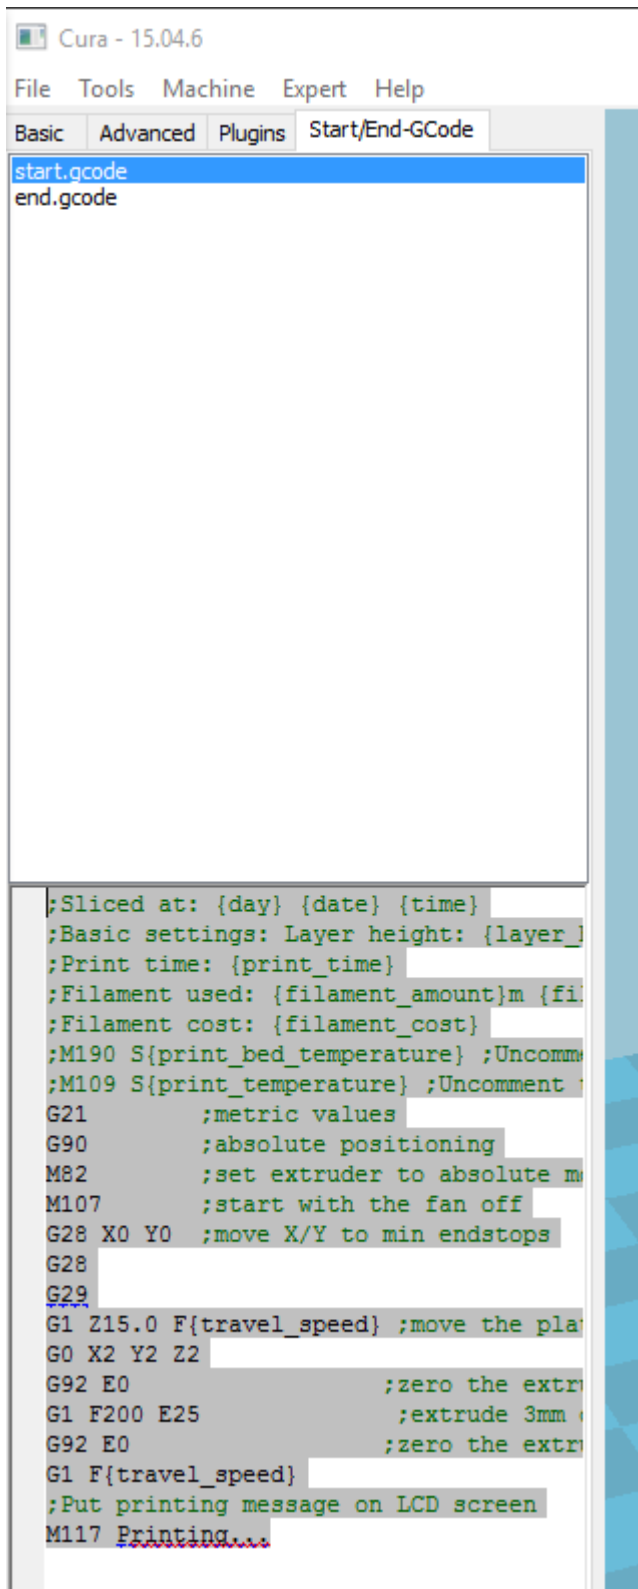 Cura - 15.04.6
File Tools Machine Expert Help
Basic Advanced Plugins Start/End-GCode
start.gcode
end.gcode
;Sliced at: {day} {date} {time}
;Basic settings: Layer height: {layer_
;Print time: {print_time}
;Filament used: {filament_amount}m {fil
;Filament cost: {filament_cost}
;M190 S{print_bed_temperature} ;Uncomme
;M109 S{print_temperature} ;Uncomment
G21 ;metric values
G90 ;absolute positioning
M82 ;set extruder to absolute mo
M107 ;start with the fan off
G28 X0 Y0 ;move X/Y to min endstops
G28
G29
G1 Z15.0 F{travel_speed} ;move the pla
G0 X2 Y2 Z2
G92 E0 ;zero the extr
G1 F200 E25 ;extrude 3mm
G92 E0 ;zero the extr
G1 F{travel_speed}
;Put printing message on LCD screen
M117 Printing...